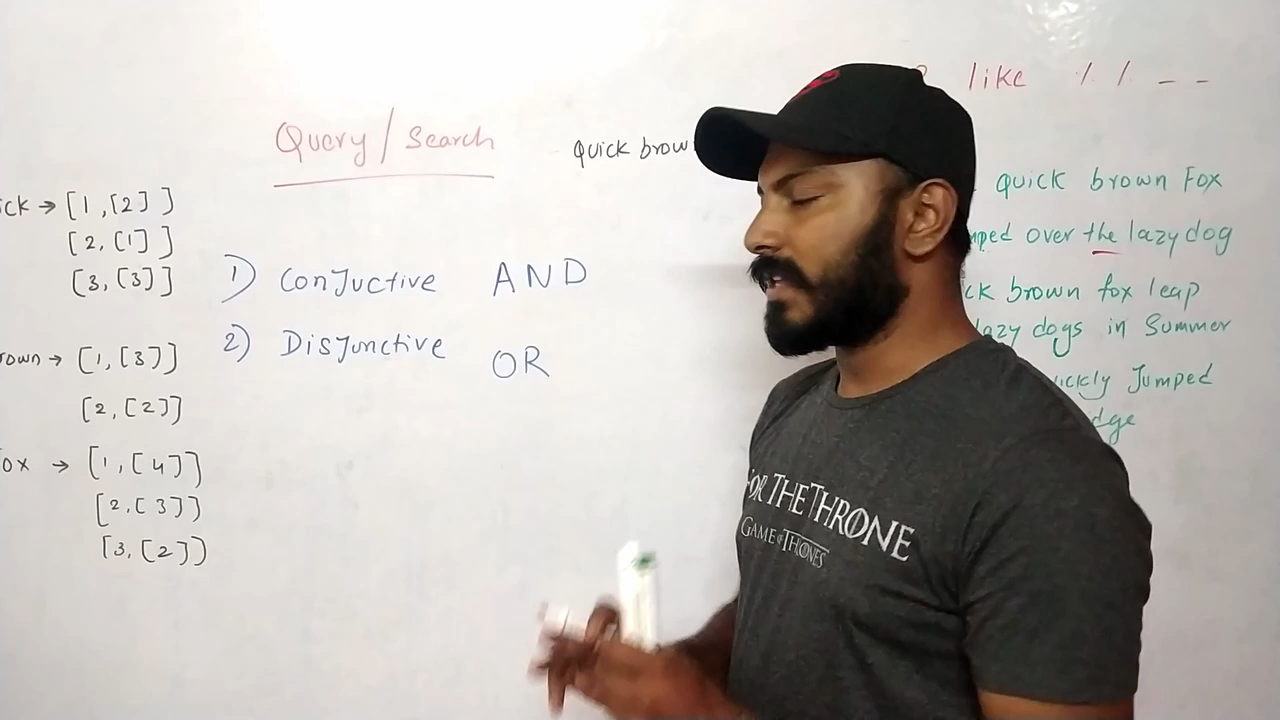 like % % _ _
Query / Search
Quick brow
ick → [1,[2]]
[2,[1]]
[3,[3]]
rown → [1,[3]]
[2,[2]]
ox → [1,[4]]
[2,[3]]
[3,[2])
1) Conjuctive AND
2) Disjunctive OR
quick brown Fox
mped over the lazy dog
ck brown fox leap
lazy dogs in Summer
ickly Jumped
dge
OR THE THRONE
GAME OF THRONES